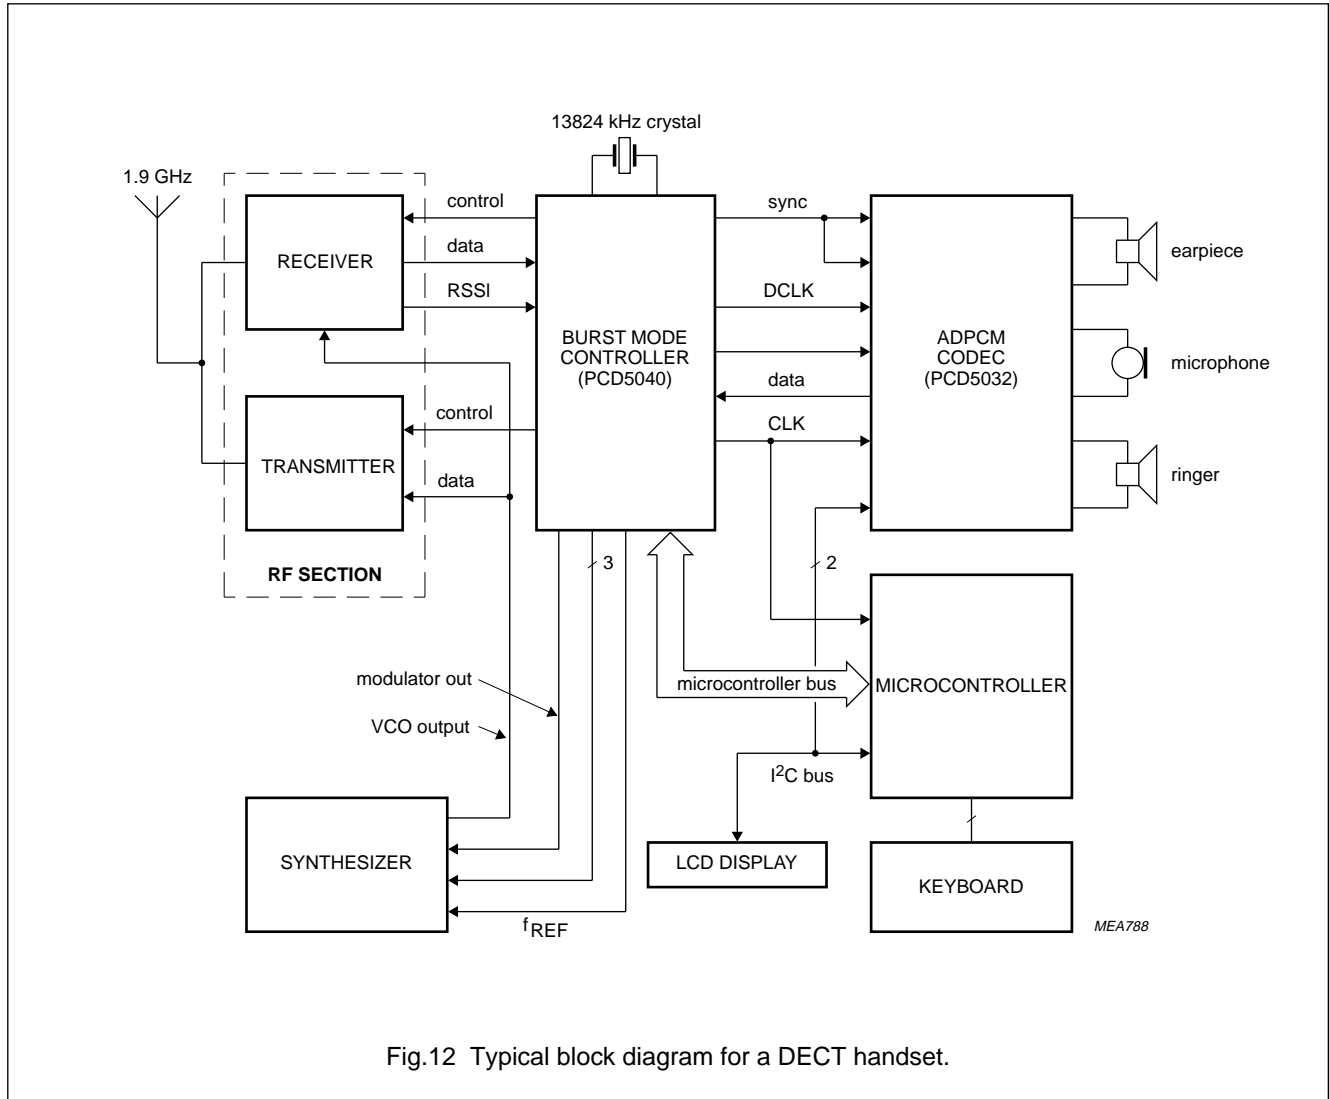 13824 kHz crystal
1.9 GHz
control
sync
RECEIVER
data
earpiece
RSSI
DCLK
BURST MODE
CONTROLLER
(PCD5040)
ADPCM
CODEC
(PCD5032)
microphone
data
control
CLK
TRANSMITTER
data
ringer
RF SECTION
3
2
modulator out
microcontroller bus
MICROCONTROLLER
VCO output
I2C bus
SYNTHESIZER
LCD DISPLAY
KEYBOARD
fREF
MEA788
Fig.12 Typical block diagram for a DECT handset.